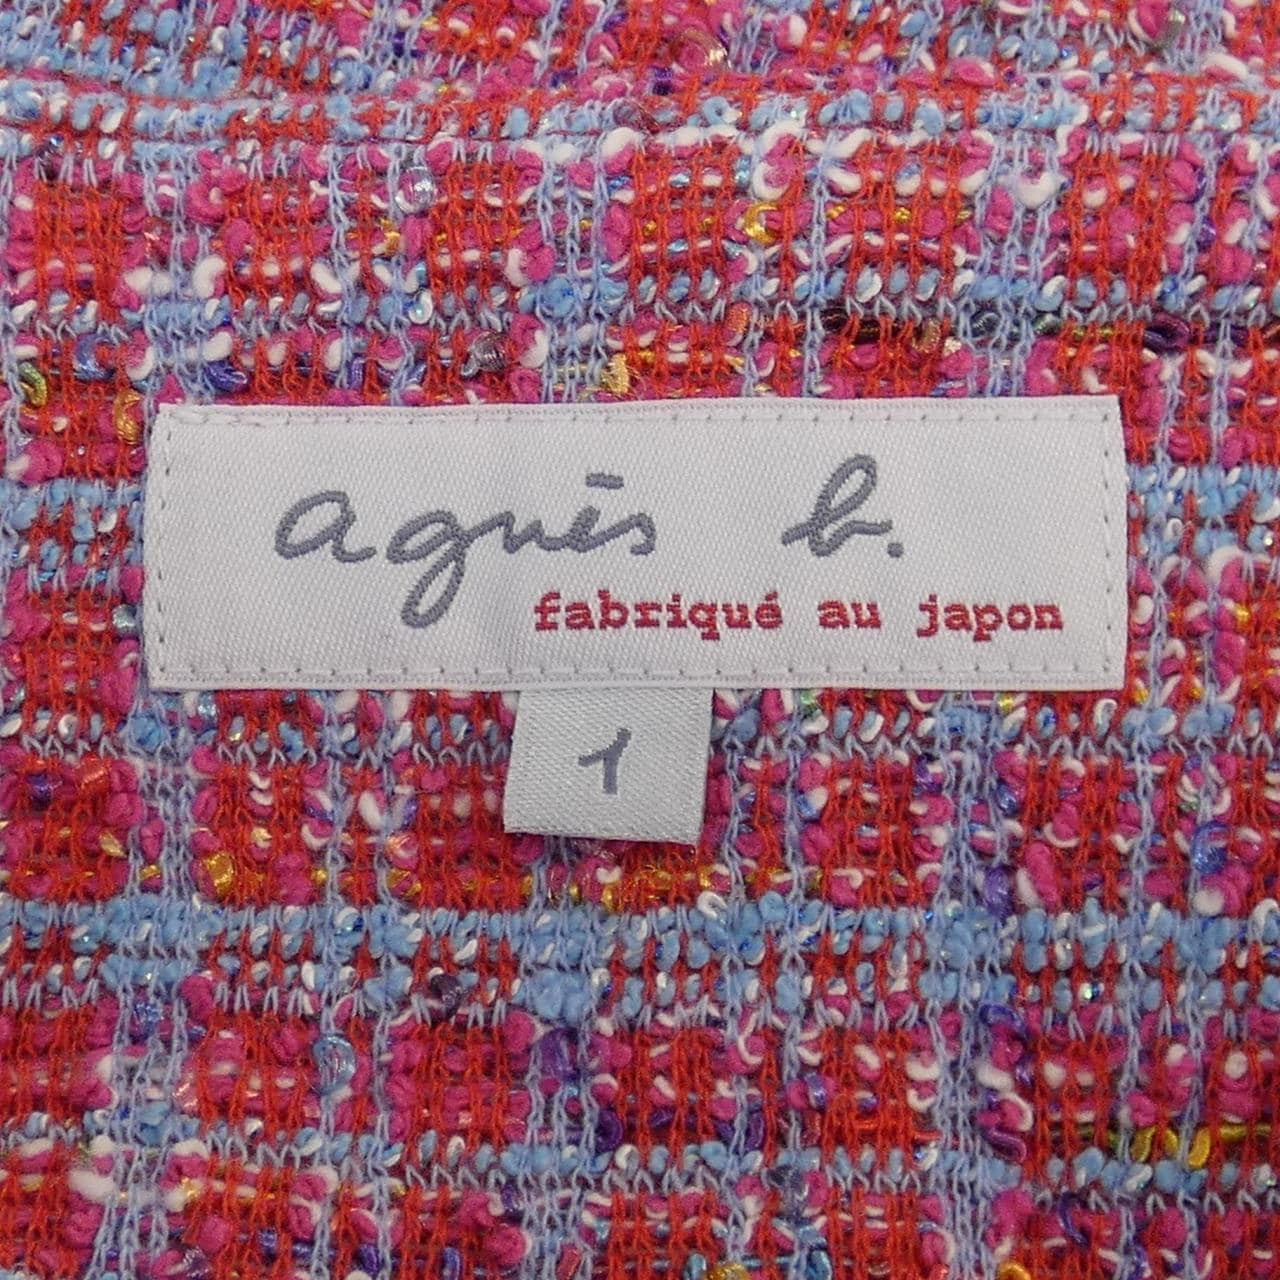 agnès b.
fabriqué au japon
1